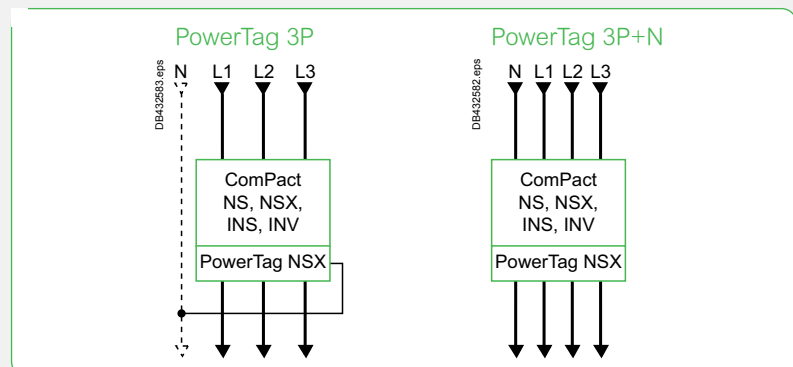 PowerTag 3P
DB432583.eps
N L1 L2 L3
ComPact
NS, NSX,
INS, INV
PowerTag NSX
PowerTag 3P+N
DB432582.eps
N L1 L2 L3
ComPact
NS, NSX,
INS, INV
PowerTag NSX